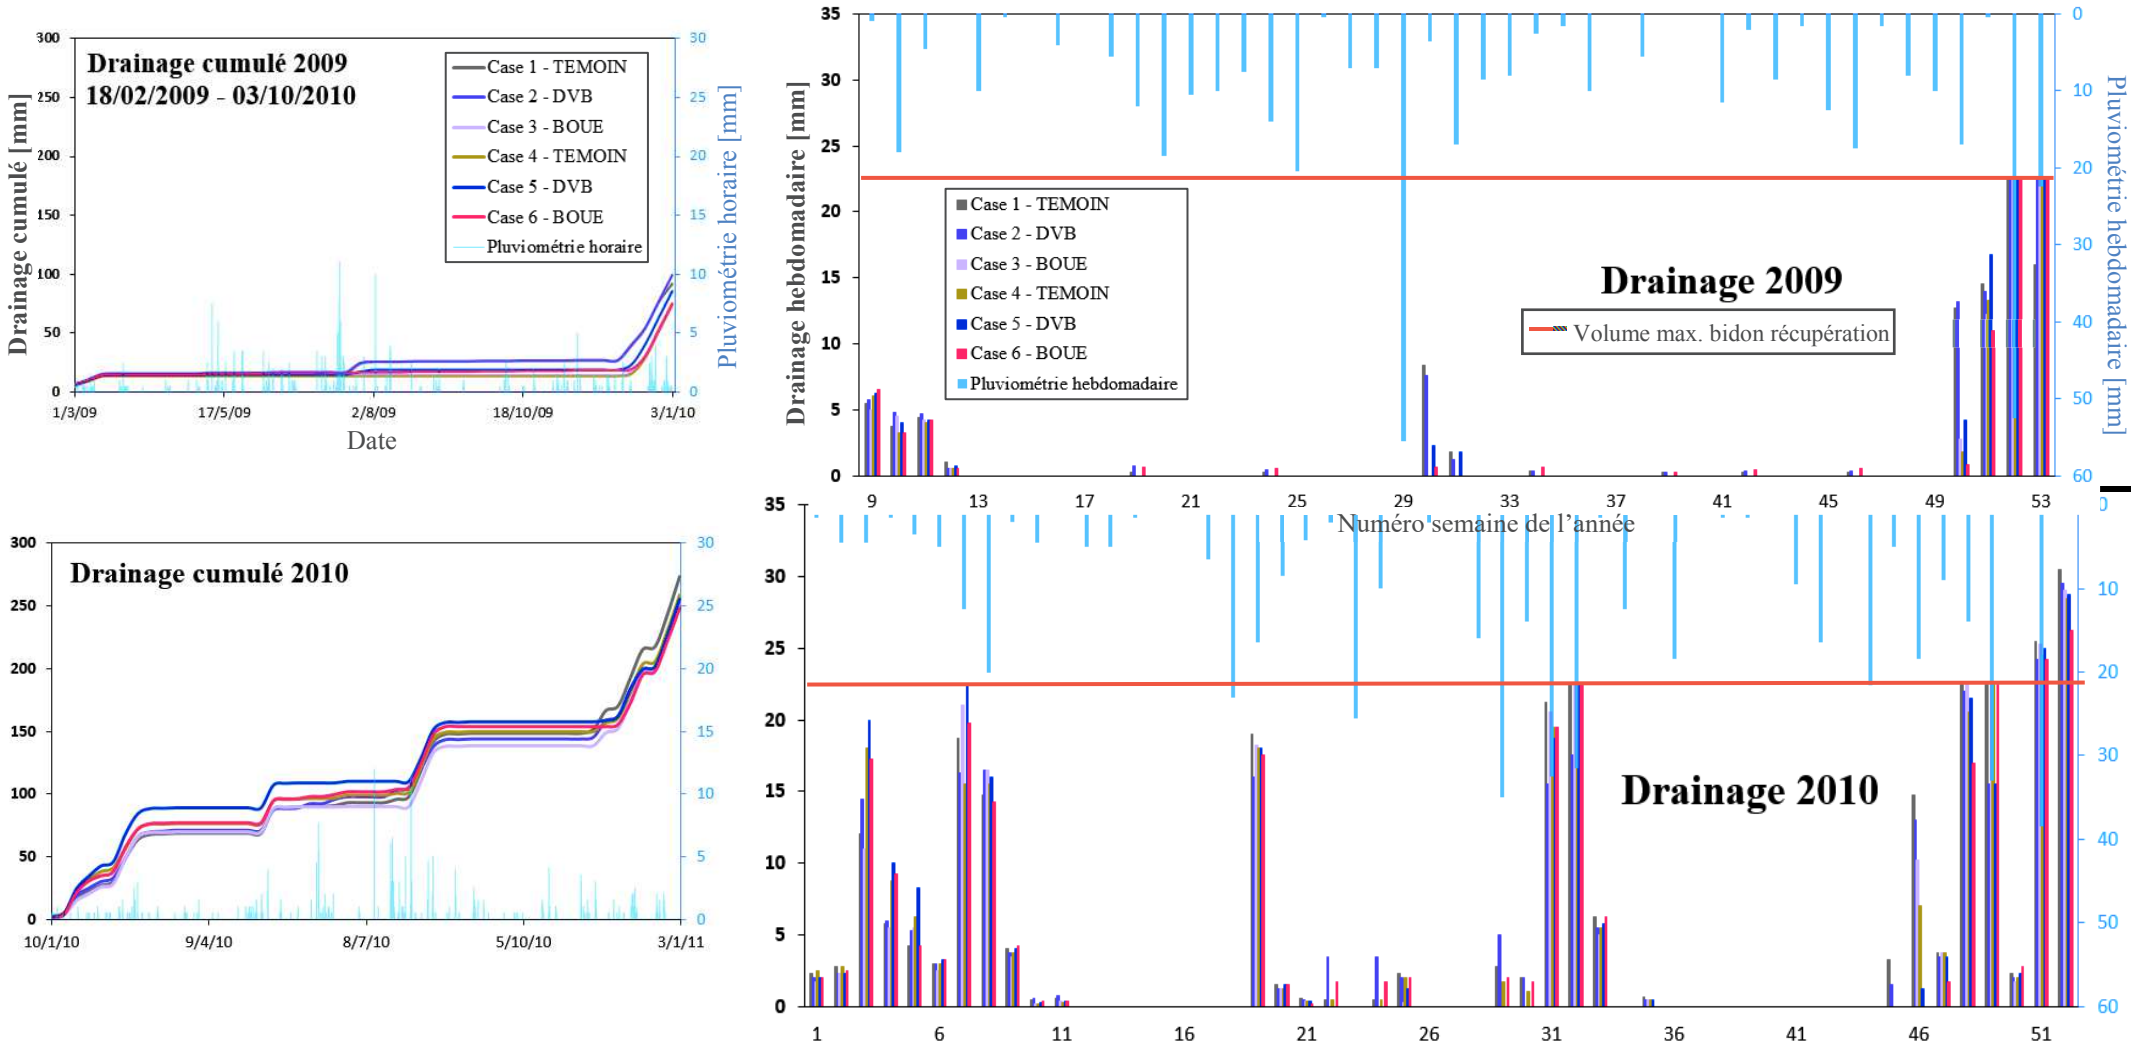 Drainage cumulé 2009
18/02/2009 - 03/10/2010
Drainage cumulé [mm]
300
250
200
150
100
50
0
30
25
20
15
10
5
0
Pluviométrie horaire [mm]
Case 1 - TEMOIN
Case 2 - DVB
Case 3 - BOUE
Case 4 - TEMOIN
Case 5 - DVB
Case 6 - BOUE
Pluviométrie horaire
1/3/09 17/5/09 2/8/09 18/10/09 3/1/10
Date
Drainage hebdomadaire [mm]
35
30
25
20
15
10
5
0
0
10
20
30
40
50
60
Pluviométrie hebdomadaire [mm]
Case 1 - TEMOIN
Case 2 - DVB
Case 3 - BOUE
Case 4 - TEMOIN
Case 5 - DVB
Case 6 - BOUE
Pluviométrie hebdomadaire
Drainage 2009
Volume max. bidon récupération
9 13 17 21 25 29 33 37 41 45 49 53
Numéro semaine de l'année
Drainage cumulé 2010
300
250
200
150
100
50
0
30
25
20
15
10
5
0
10/1/10 9/4/10 8/7/10 5/10/10 3/1/11
35
30
25
20
15
10
5
0
0
10
20
30
40
50
60
Drainage 2010
1 6 11 16 21 26 31 36 41 46 51